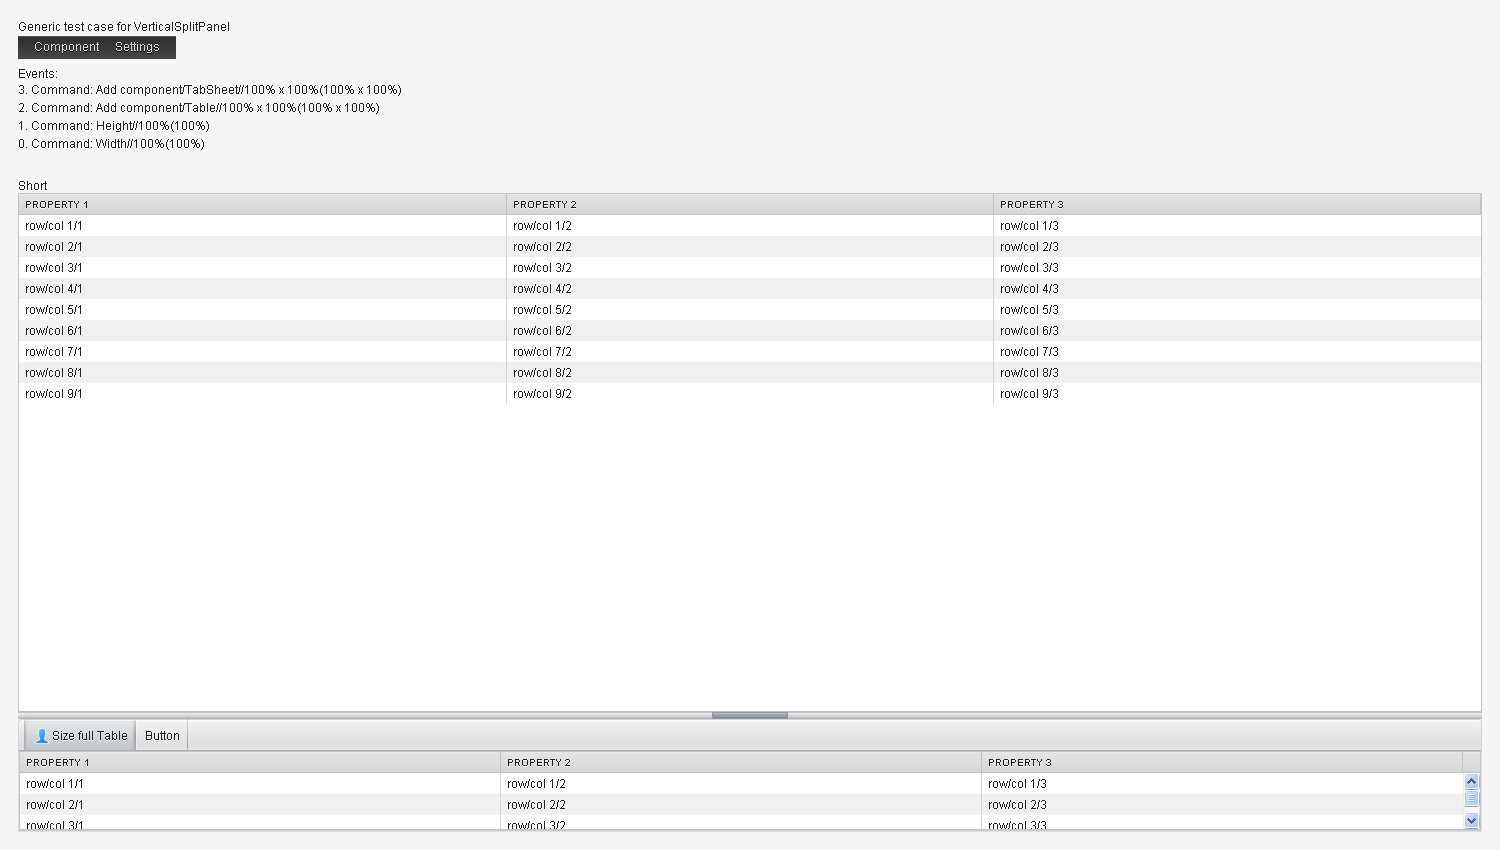 Generic test case for VerticalSplitPanel
Component Settings
Events:
3. Command: Add component/TabSheet//100% x 100%(100% x 100%)
2. Command: Add component/Table//100% x 100%(100% x 100%)
1. Command: Height//100%(100%)
0. Command: Width//100%(100%)
Short
PROPERTY 1 PROPERTY 2 PROPERTY 3
row/col 1/1 row/col 1/2 row/col 1/3
row/col 2/1 row/col 2/2 row/col 2/3
row/col 3/1 row/col 3/2 row/col 3/3
row/col 4/1 row/col 4/2 row/col 4/3
row/col 5/1 row/col 5/2 row/col 5/3
row/col 6/1 row/col 6/2 row/col 6/3
row/col 7/1 row/col 7/2 row/col 7/3
row/col 8/1 row/col 8/2 row/col 8/3
row/col 9/1 row/col 9/2 row/col 9/3
Size full Table Button
PROPERTY 1 PROPERTY 2 PROPERTY 3
row/col 1/1 row/col 1/2 row/col 1/3
row/col 2/1 row/col 2/2 row/col 2/3
row/col 3/1 row/col 3/2 row/col 3/3